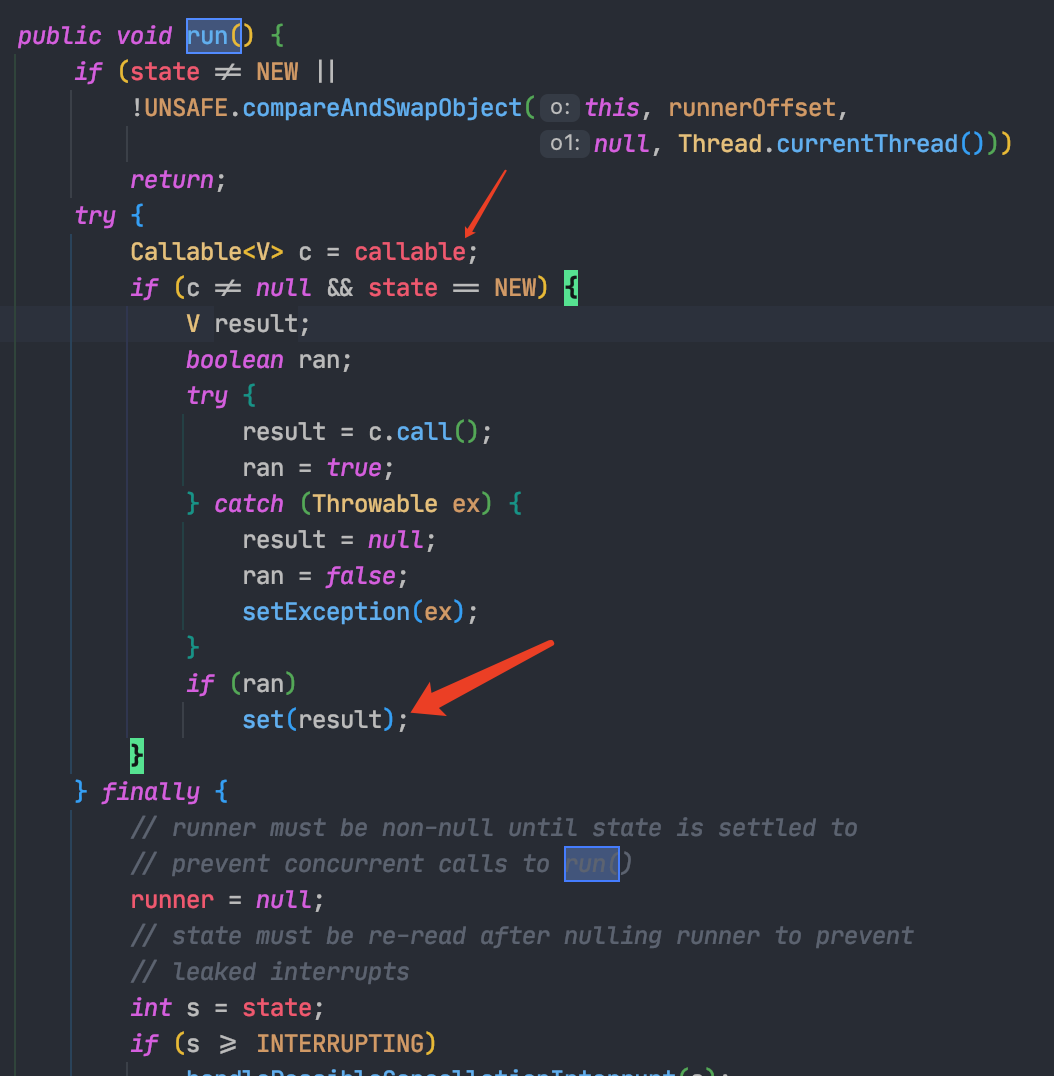 public void run() {
if (state ≠ NEW ||
!UNSAFE.compareAndSwapObject( o: this, runnerOffset,
o1: null, Thread.currentThread()))
return;
try {
Callable<V> c = callable;
if (c ≠ null && state == NEW) {
V result;
boolean ran;
try {
result = c.call();
ran = true;
} catch (Throwable ex) {
result = null;
ran = false;
setException(ex);
}
if (ran)
set(result);
}
} finally {
// runner must be non-null until state is settled to
// prevent concurrent calls to run()
runner = null;
// state must be re-read after nulling runner to prevent
// leaked interrupts
int s = state;
if (s ⩾ INTERRUPTING)